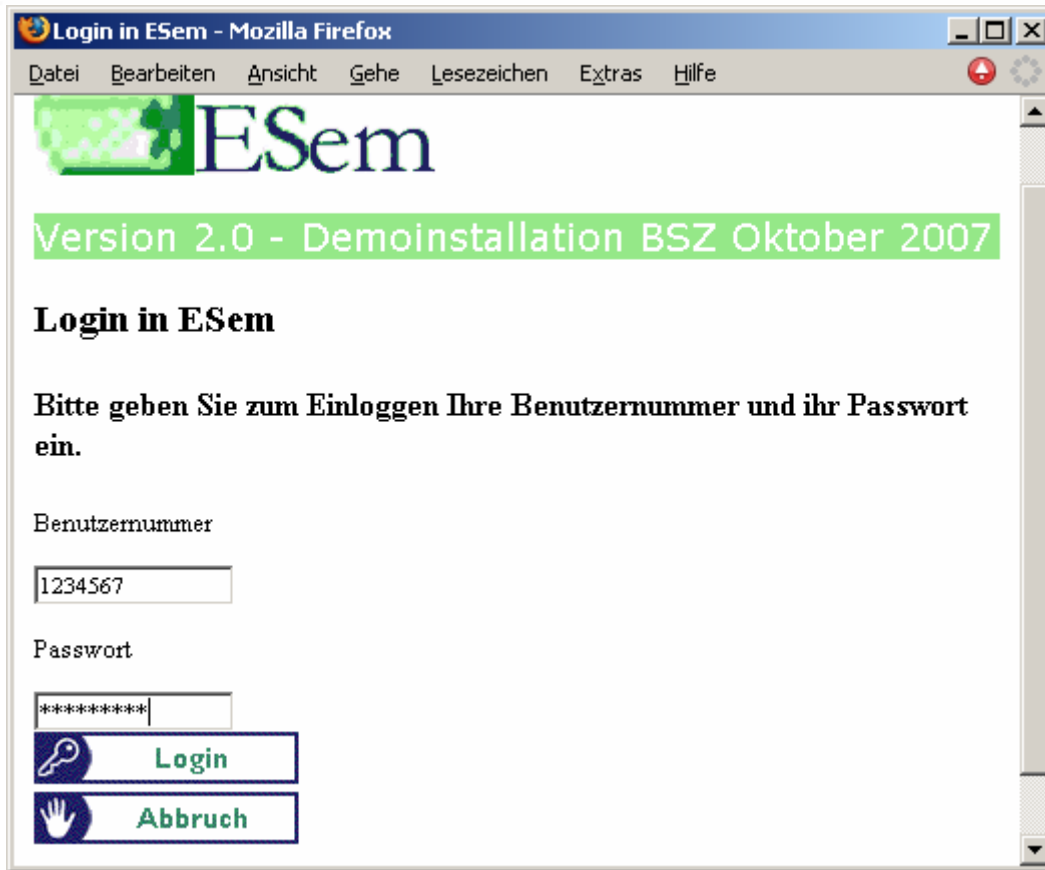 Login in ESem - Mozilla Firefox
Datei Bearbeiten Ansicht Gehe Lesezeichen Extras Hilfe
ESem
Version 2.0 - Demoinstallation BSZ Oktober 2007
Login in ESem
Bitte geben Sie zum Einloggen Ihre Benutzernummer und ihr Passwort
ein.
Benutzernummer
1234567
Passwort
*********
Login
Abbruch